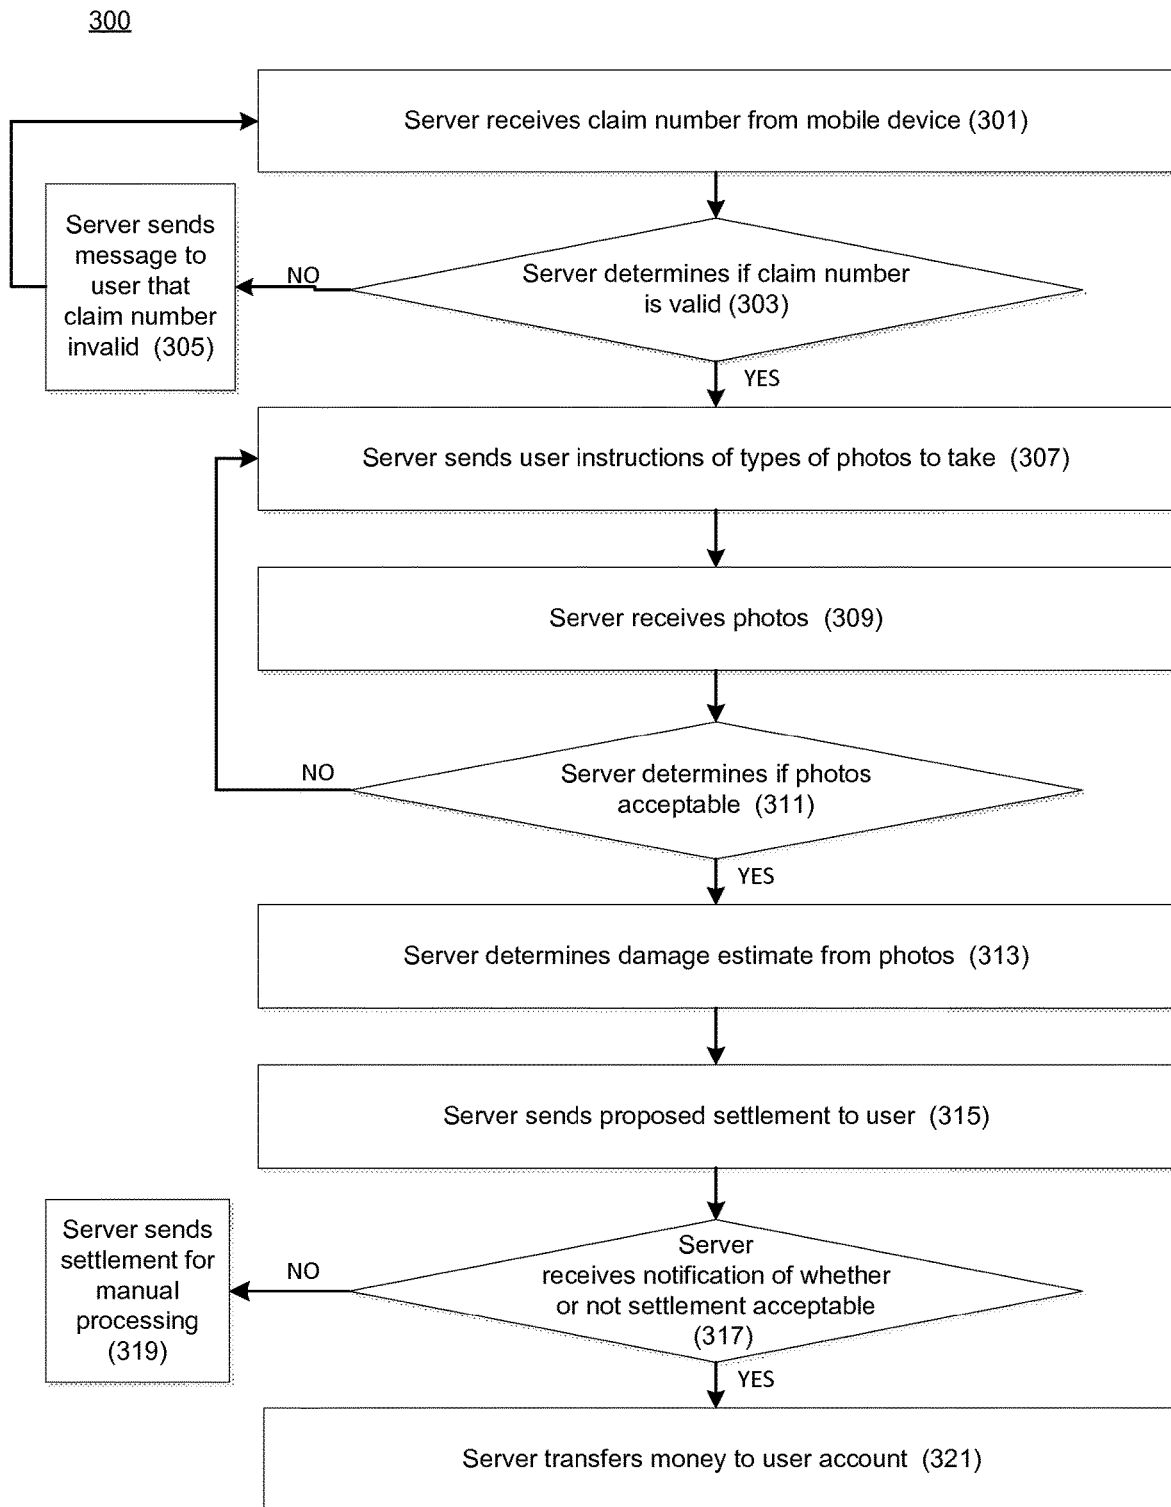 300
Server receives claim number from mobile device (301)
Server sends
message to
user that
claim number
invalid (305)
NO
Server determines if claim number
is valid (303)
YES
Server sends user instructions of types of photos to take (307)
Server receives photos (309)
NO
Server determines if photos
acceptable (311)
YES
Server determines damage estimate from photos (313)
Server sends proposed settlement to user (315)
Server sends
settlement for
manual
processing
(319)
NO
Server
receives notification of whether
or not settlement acceptable
(317)
YES
Server transfers money to user account (321)